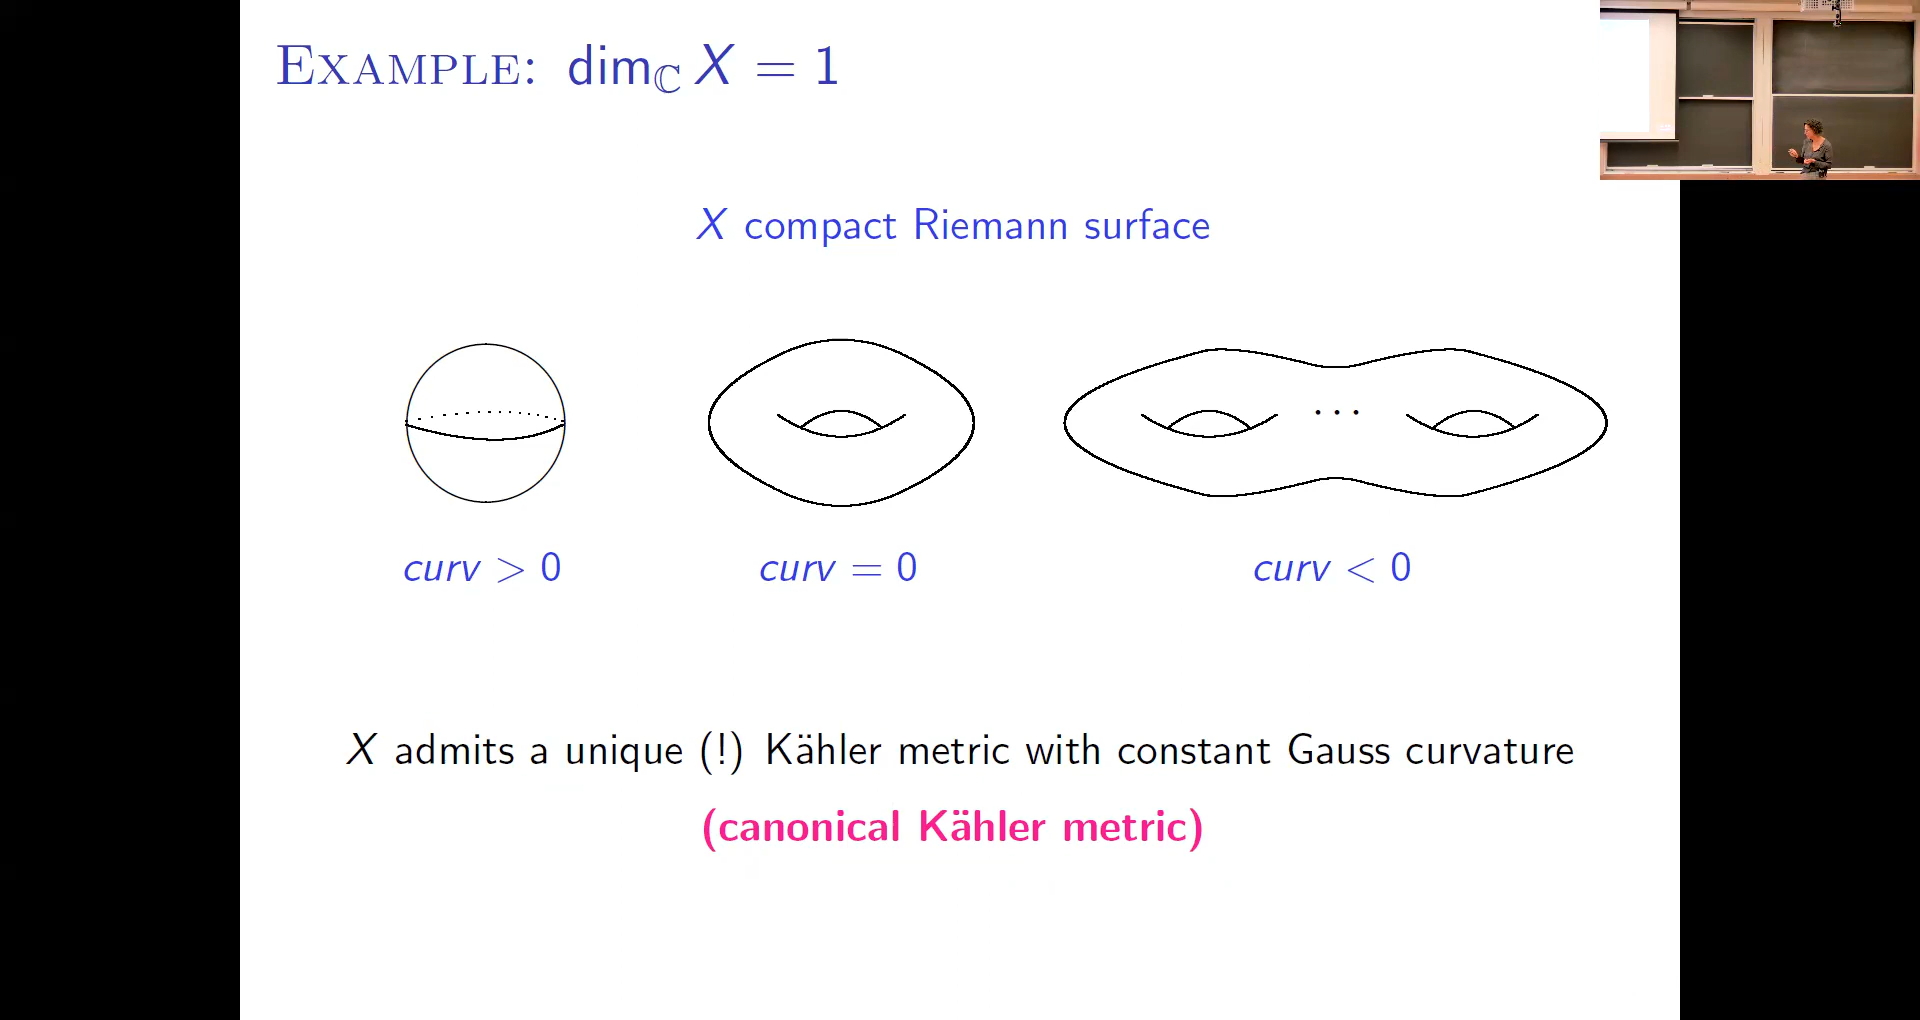 EXAMPLE: dim_ℂ X = 1
X compact Riemann surface
· · ·
curv > 0 curv = 0 curv < 0
X admits a unique (!) Kähler metric with constant Gauss curvature
(canonical Kähler metric)